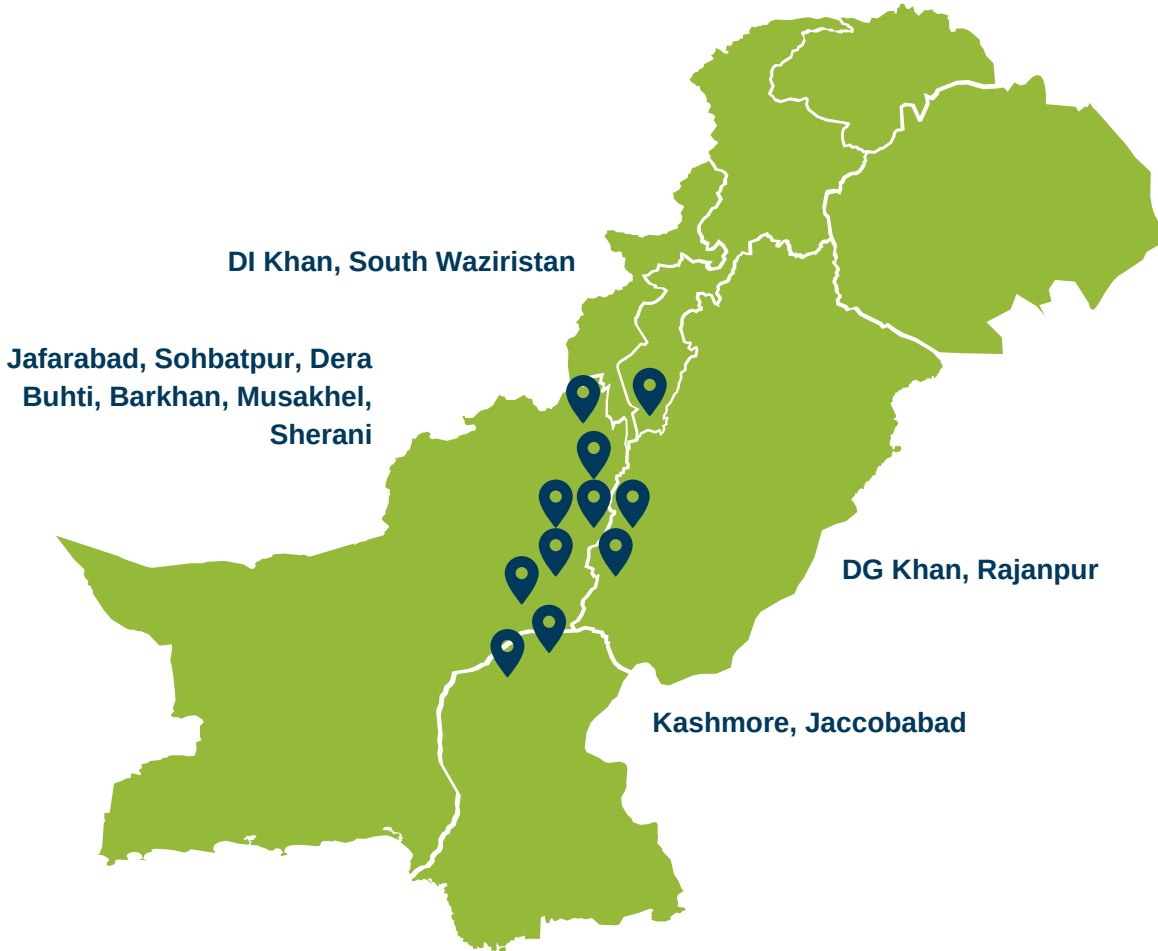 DI Khan, South Waziristan
Jafarabad, Sohbatpur, Dera
Buhti, Barkhan, Musakhel,
Sherani
DG Khan, Rajanpur
Kashmore, Jaccobabad